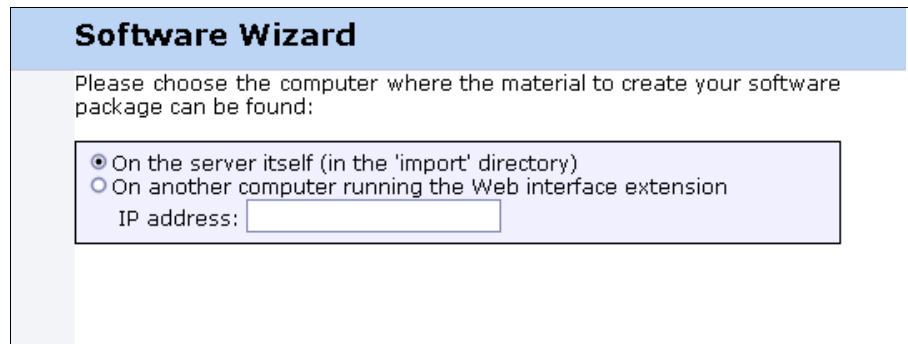 Software Wizard
Please choose the computer where the material to create your software
package can be found:
On the server itself (in the 'import' directory)
On another computer running the Web interface extension
IP address: